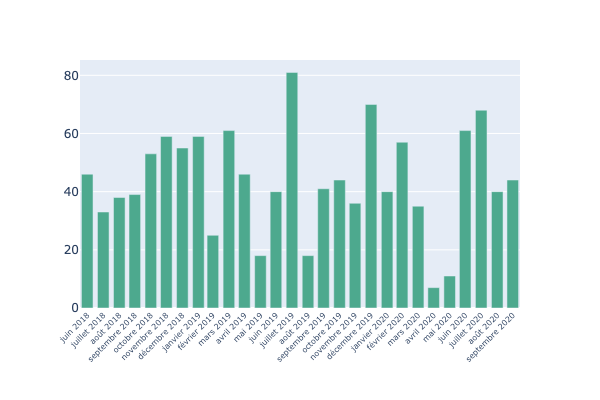 80
60
40
20
0
juin 2018
juillet 2018
août 2018
septembre 2018
octobre 2018
novembre 2018
décembre 2018
janvier 2019
février 2019
mars 2019
avril 2019
mai 2019
juin 2019
juillet 2019
août 2019
septembre 2019
octobre 2019
novembre 2019
décembre 2019
janvier 2020
février 2020
mars 2020
avril 2020
mai 2020
juin 2020
juillet 2020
août 2020
septembre 2020